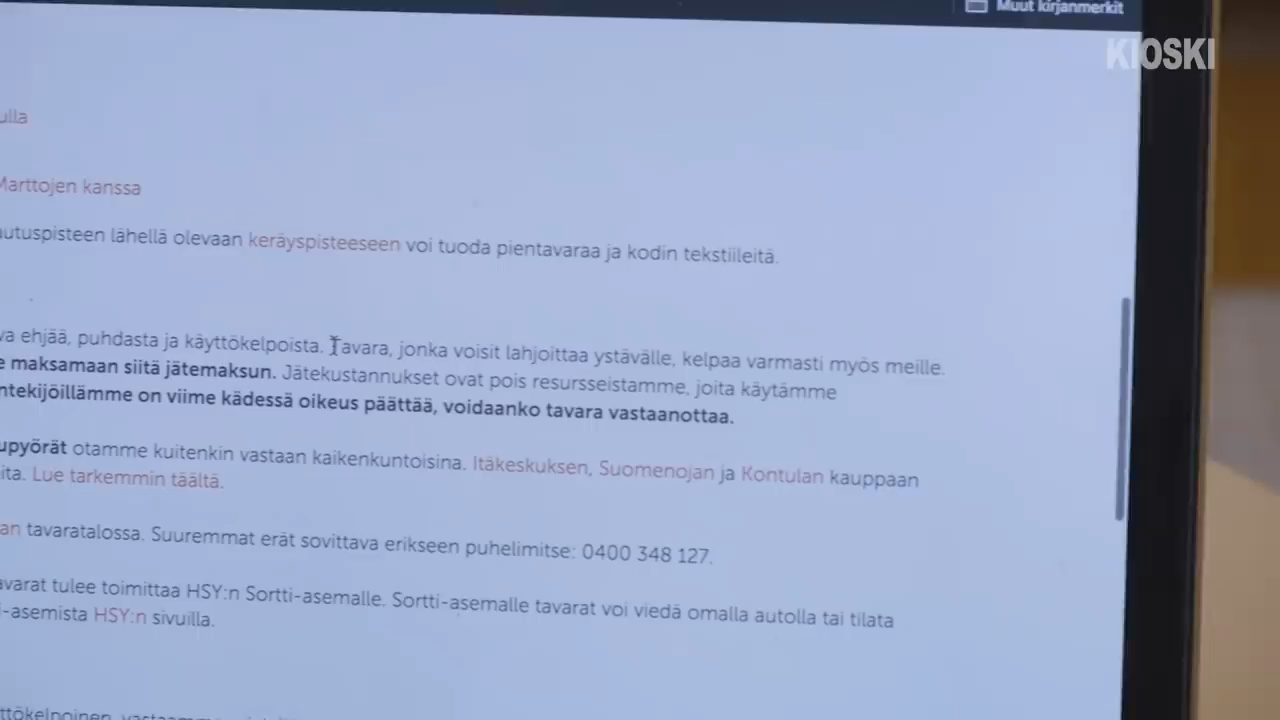 Muut kirjanmerkit
KIOSKI
ulla
Marttojen kanssa
autuspisteen lähellä olevaan keräyspisteeseen voi tuoda pientavaraa ja kodin tekstiileitä.
va ehjää, puhdasta ja käyttökelpoista. Tavara, jonka voisit lahjoittaa ystävälle, kelpaa varmasti myös meille.
e maksamaan siitä jätemaksun. Jätekustannukset ovat pois resursseistamme, joita käytämme
ntekijöillämme on viime kädessä oikeus päättää, voidaanko tavara vastaanottaa.
upyörät otamme kuitenkin vastaan kaikenkuntoisina. Itäkeskuksen, Suomenojan ja Kontulan kauppaan
ita. Lue tarkemmin täältä.
an tavaratalossa. Suuremmat erät sovittava erikseen puhelimitse: 0400 348 127.
avarat tulee toimittaa HSY:n Sortti-asemalle. Sortti-asemalle tavarat voi viedä omalla autolla tai tilata
i-asemista HSY:n sivuilla.